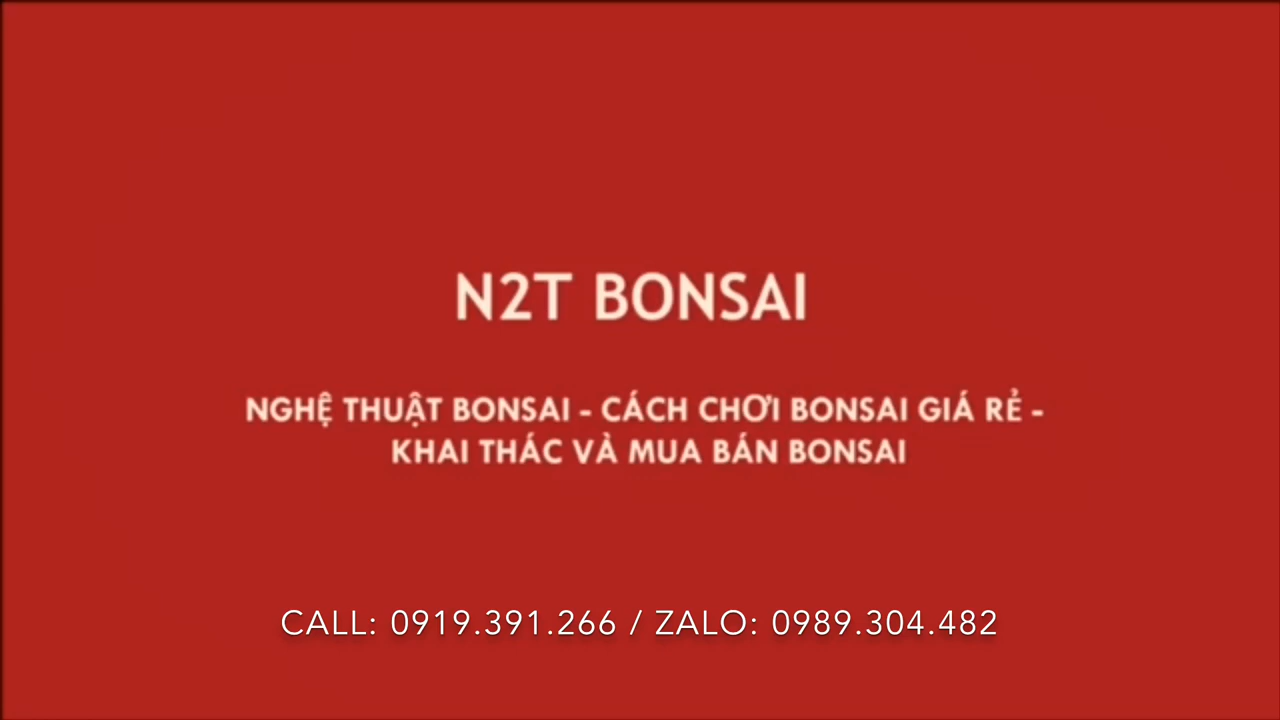 N2T BONSAI
NGHỆ THUẬT BONSAI - CÁCH CHƠI BONSAI GIÁ RẺ -
KHAI THÁC VÀ MUA BÁN BONSAI
CALL: 0919.391.266 / ZALO: 0989.304.482